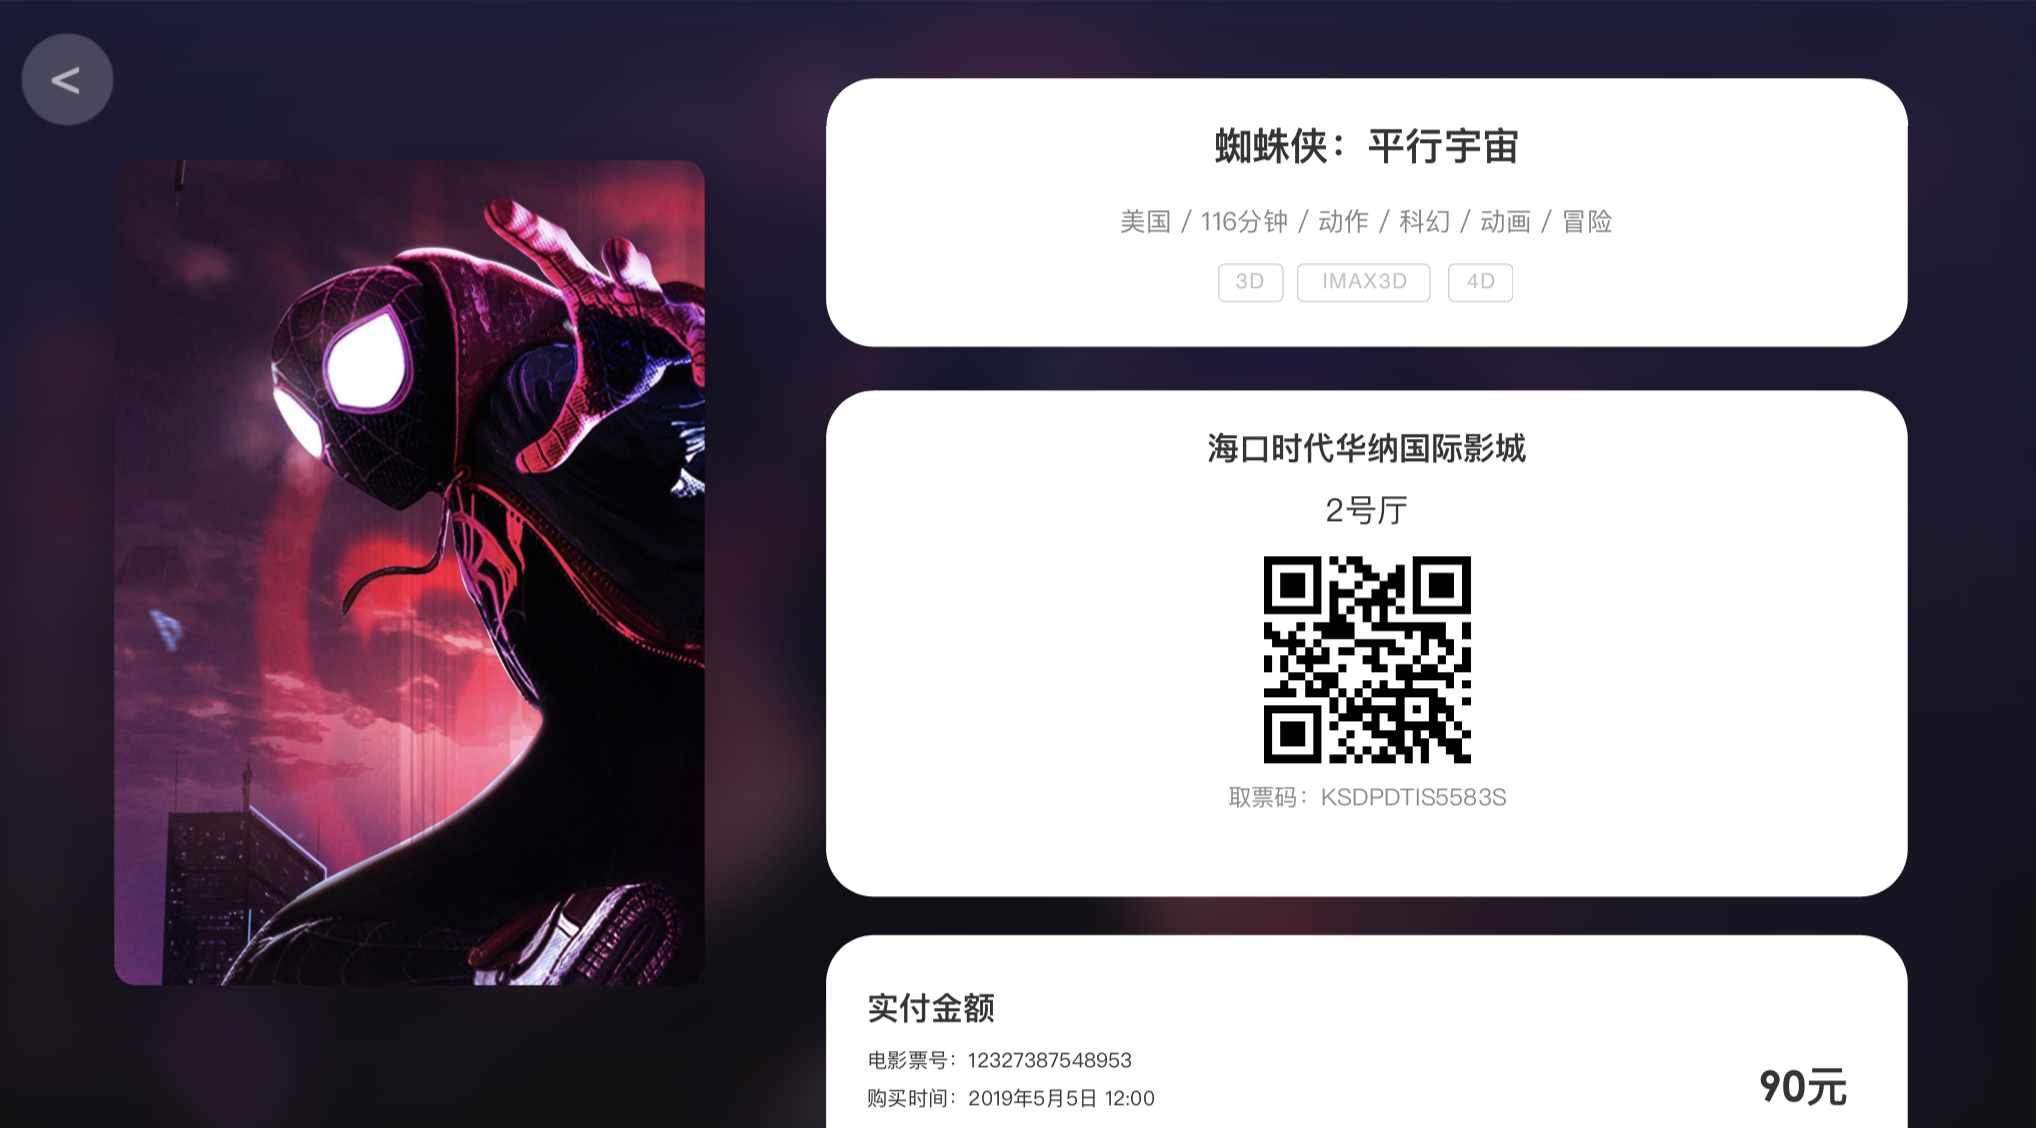 <
蜘蛛侠：平行宇宙
美国 / 116分钟 / 动作 / 科幻 / 动画 / 冒险
3D IMAX3D 4D
海口时代华纳国际影城
2号厅
取票码：KSDPDTIS5583S
实付金额
电影票号：12327387548953
购买时间：2019年5月5日 12:00
90元